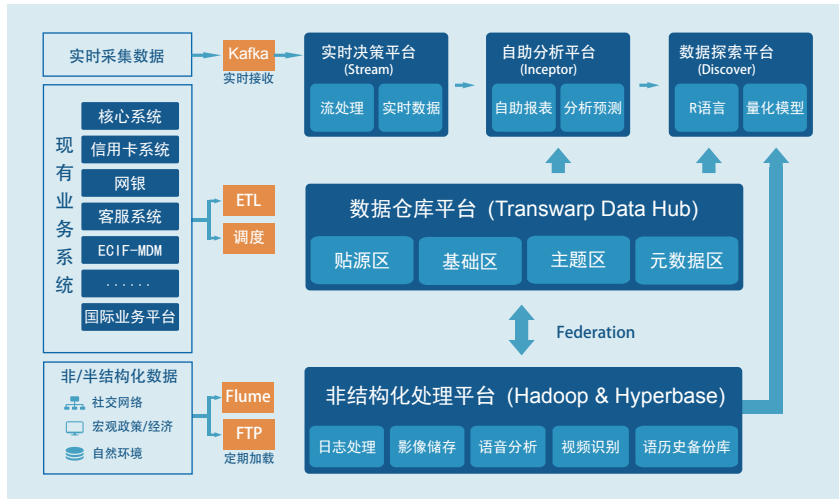 实时采集数据
Kafka
实时接收
实时决策平台
(Stream)
流处理
实时数据
自助分析平台
(Inceptor)
自助报表
分析预测
数据探索平台
(Discover)
R语言
量化模型
现有业务系统
核心系统
信用卡系统
网银
客服系统
ECIF-MDM
······
国际业务平台
ETL
调度
数据仓库平台 (Transwarp Data Hub)
贴源区
基础区
主题区
元数据区
Federation
非/半结构化数据
社交网络
宏观政策/经济
自然环境
Flume
FTP
定期加载
非结构化处理平台 (Hadoop & Hyperbase)
日志处理
影像储存
语音分析
视频识别
语历史备份库